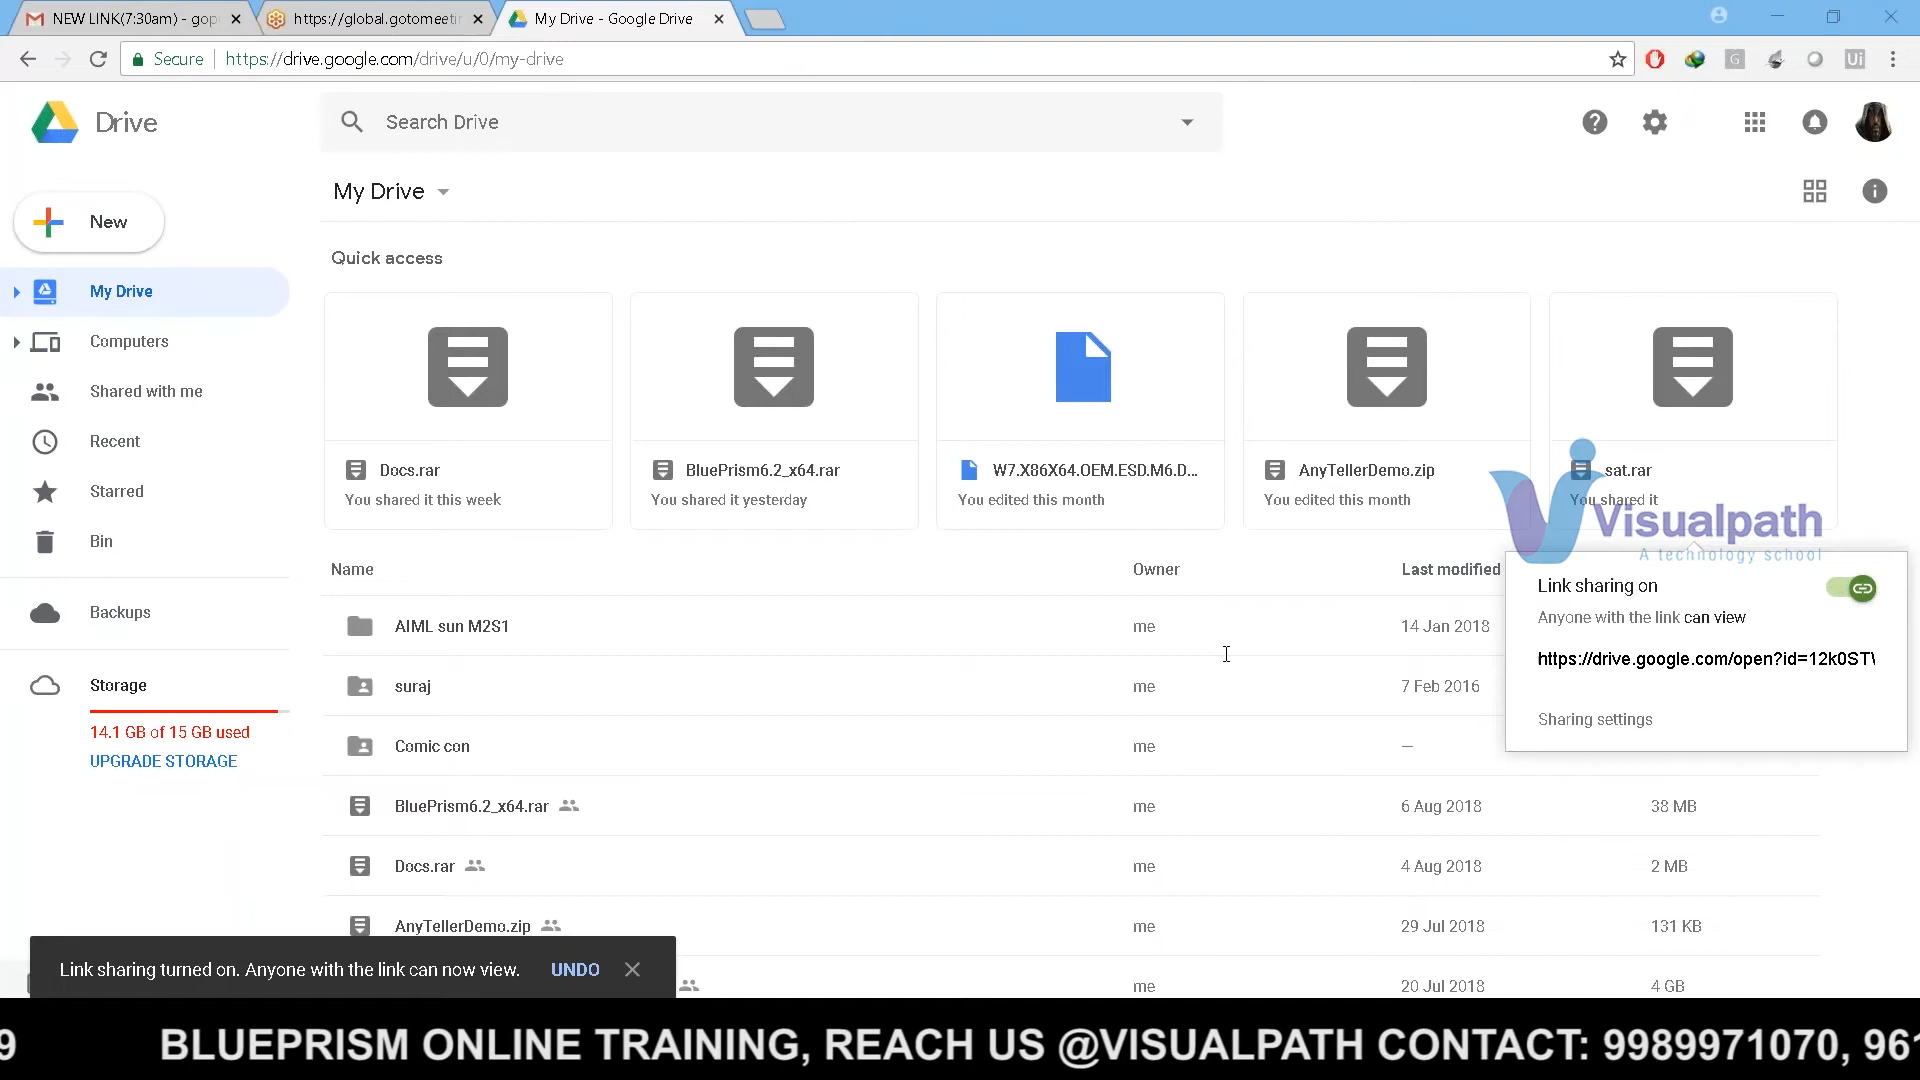 NEW LINK(7:30am) - gop
https://global.gotomeetin
My Drive - Google Drive
Secure
https://drive.google.com/drive/u/0/my-drive
G
Ui
Drive
Search Drive
My Drive
New
Quick access
My Drive
Computers
Shared with me
Recent
Starred
Bin
Backups
Storage
14.1 GB of 15 GB used
UPGRADE STORAGE
Docs.rar
You shared it this week
BluePrism6.2_x64.rar
You shared it yesterday
W7.X86X64.OEM.ESD.M6.D...
You edited this month
AnyTellerDemo.zip
You edited this month
sat.rar
You shared it
Visualpath
A technology school
Name Owner Last modified
AIML sun M2S1 me 14 Jan 2018
suraj me 7 Feb 2016
Comic con me —
BluePrism6.2_x64.rar me 6 Aug 2018 38 MB
Docs.rar me 4 Aug 2018 2 MB
AnyTellerDemo.zip me 29 Jul 2018 131 KB
me 20 Jul 2018 4 GB
Link sharing on
Anyone with the link can view
https://drive.google.com/open?id=12k0ST\
Sharing settings
Link sharing turned on. Anyone with the link can now view. UNDO
9 BLUEPRISM ONLINE TRAINING, REACH US @VISUALPATH CONTACT: 9989971070, 961